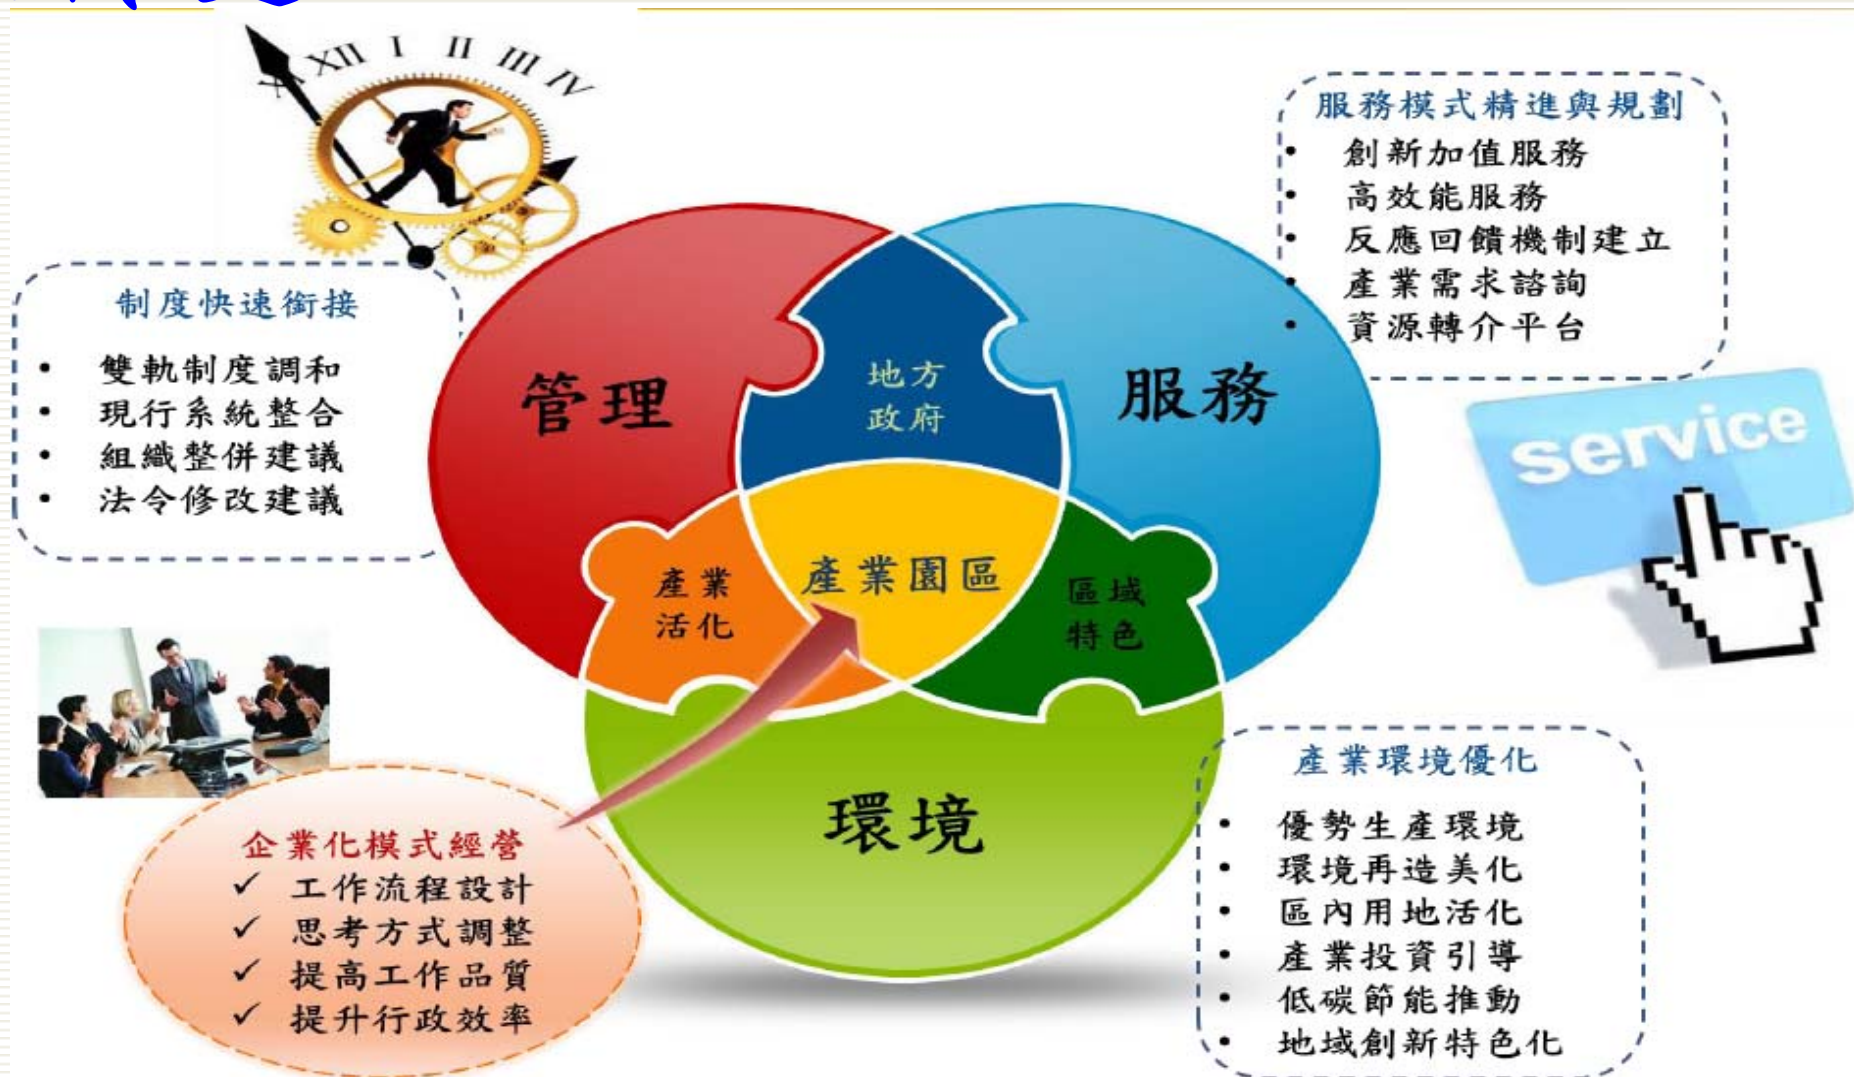 XII I II III IV
服務模式精進與規劃
• 創新加值服務
• 高效能服務
• 反應回饋機制建立
• 產業需求諮詢
• 資源轉介平台
制度快速銜接
• 雙軌制度調和
• 現行系統整合
• 組織整併建議
• 法令修改建議
管理
地方
政府
服務
service
產業
活化
產業園區
區域
特色
環境
企業化模式經營
✓ 工作流程設計
✓ 思考方式調整
✓ 提高工作品質
✓ 提升行政效率
產業環境優化
• 優勢生產環境
• 環境再造美化
• 區內用地活化
• 產業投資引導
• 低碳節能推動
• 地域創新特色化